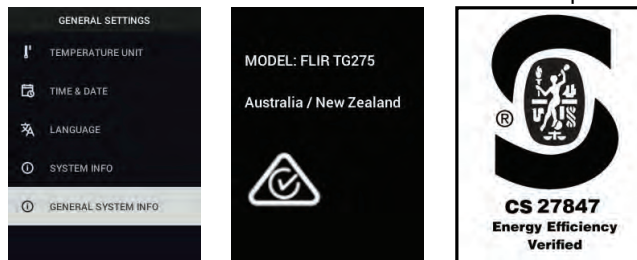 GENERAL SETTINGS
TEMPERATURE UNIT
TIME & DATE
LANGUAGE
SYSTEM INFO
GENERAL SYSTEM INFO
MODEL: FLIR TG275
Australia / New Zealand
S
®
CS 27847
Energy Efficiency
Verified